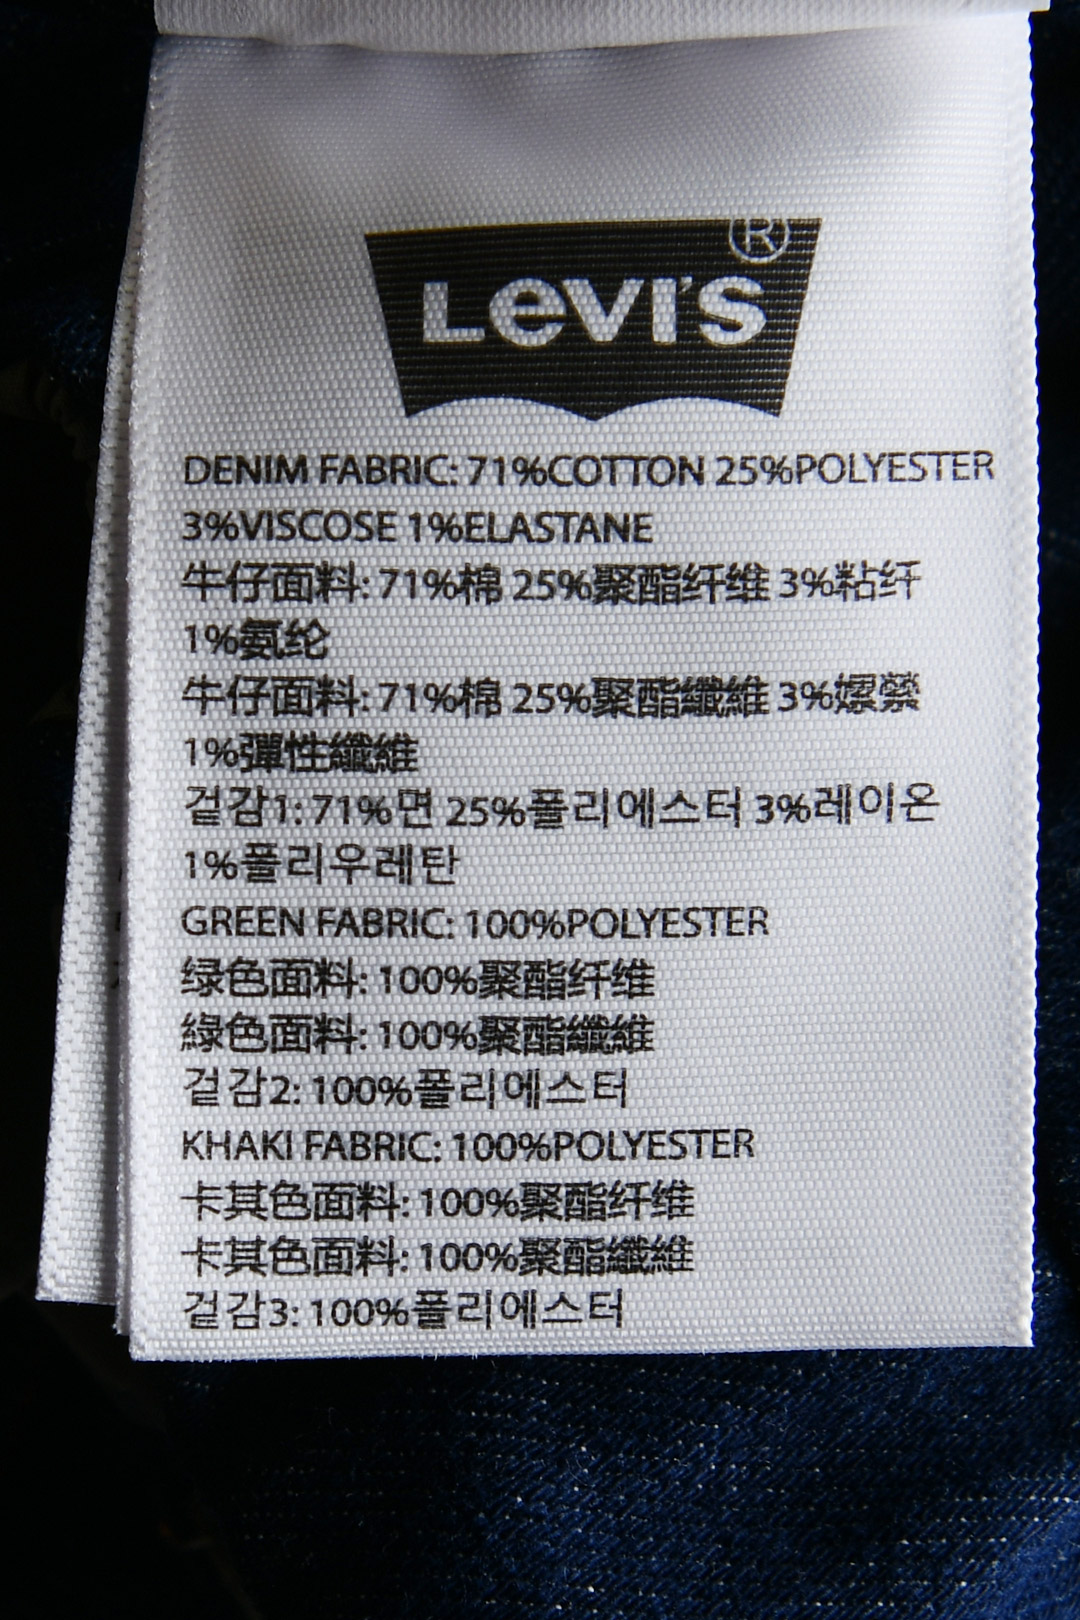 LEVI'S®
DENIM FABRIC: 71%COTTON 25%POLYESTER
3%VISCOSE 1%ELASTANE
牛仔面料: 71%棉 25%聚酯纤维 3%粘纤
1%氨纶
牛仔面料: 71%棉 25%聚酯纖維 3%嫘縈
1%彈性纖維
겉감1: 71%면 25%폴리에스터 3%레이온
1%폴리우레탄
GREEN FABRIC: 100%POLYESTER
绿色面料: 100%聚酯纤维
綠色面料: 100%聚酯纖維
겉감2: 100%폴리에스터
KHAKI FABRIC: 100%POLYESTER
卡其色面料: 100%聚酯纤维
卡其色面料: 100%聚酯纖維
겉감3: 100%폴리에스터